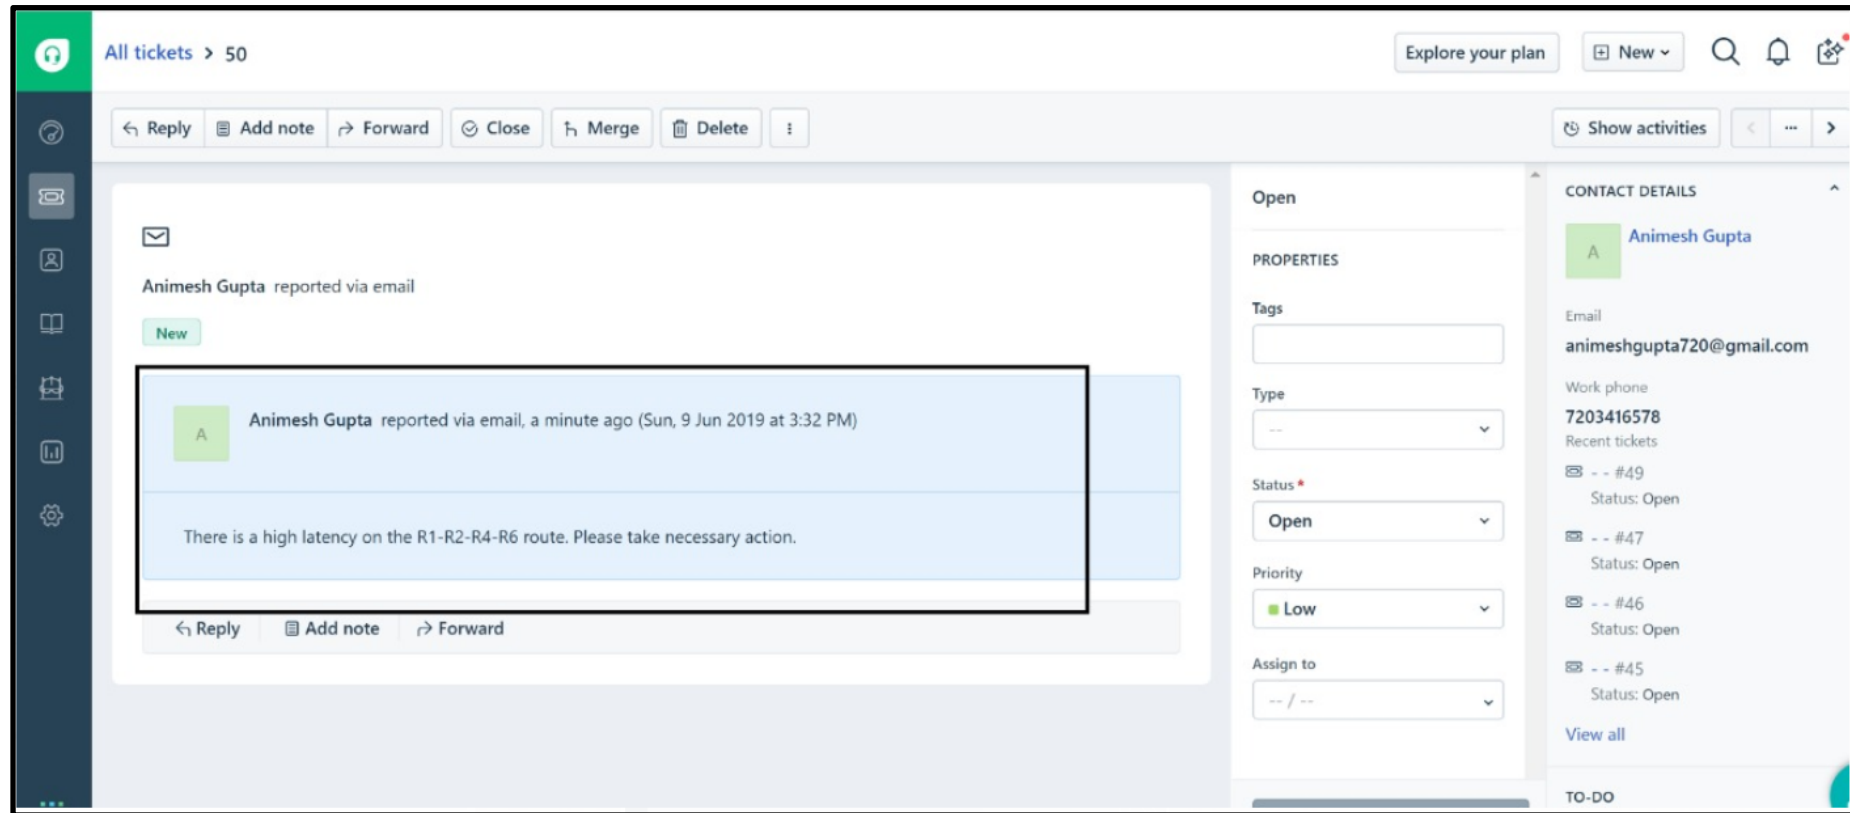 All tickets > 50
Explore your plan
New
Reply
Add note
Forward
Close
Merge
Delete
Show activities
Animesh Gupta reported via email
New
A
Animesh Gupta reported via email, a minute ago (Sun, 9 Jun 2019 at 3:32 PM)
There is a high latency on the R1-R2-R4-R6 route. Please take necessary action.
Reply
Add note
Forward
Open
PROPERTIES
Tags
Type
--
Status *
Open
Priority
Low
Assign to
-- / --
CONTACT DETAILS
A
Animesh Gupta
Email
animeshgupta720@gmail.com
Work phone
7203416578
Recent tickets
- - #49
Status: Open
- - #47
Status: Open
- - #46
Status: Open
- - #45
Status: Open
View all
TO-DO